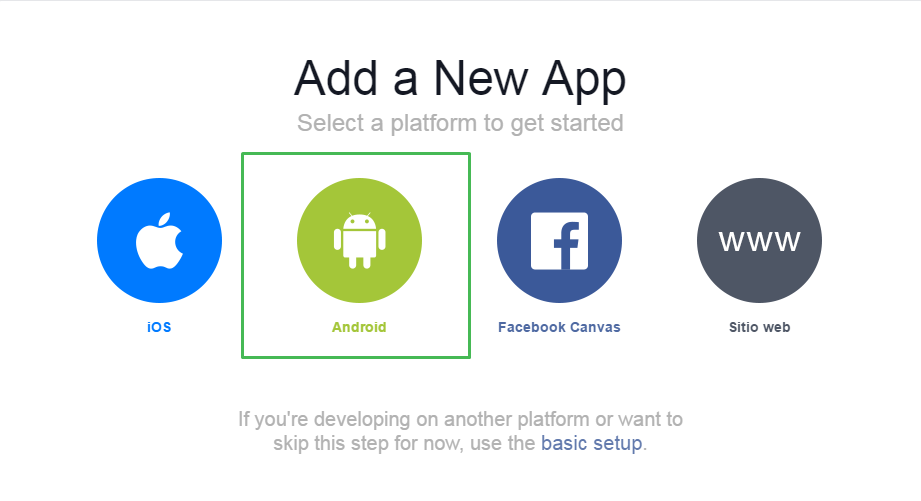 Add a New App
Select a platform to get started
www
iOS
Android
Facebook Canvas
Sitio web
If you're developing on another platform or want to
skip this step for now, use the basic setup.